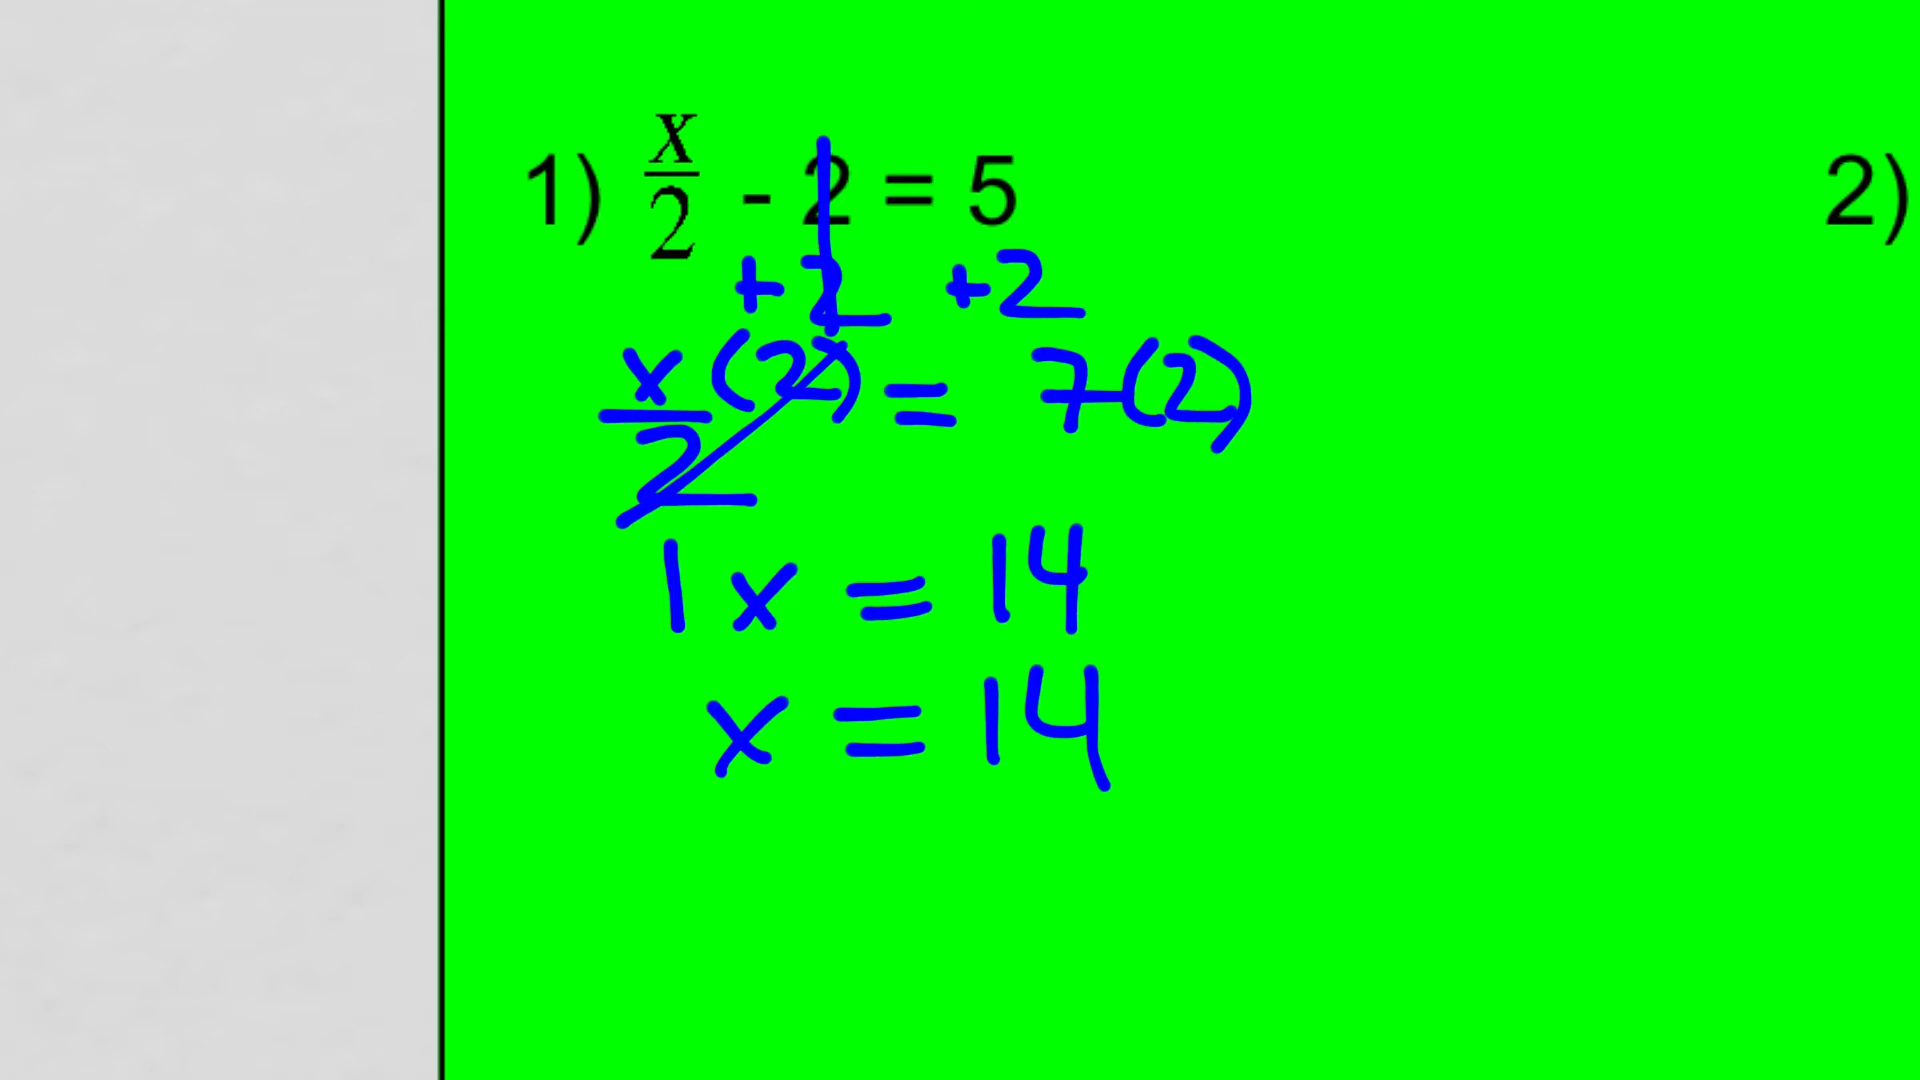 1) x/2 - 2 = 5
2)
+2 +2
x/2 (2) = 7(2)
1x = 14
x = 14